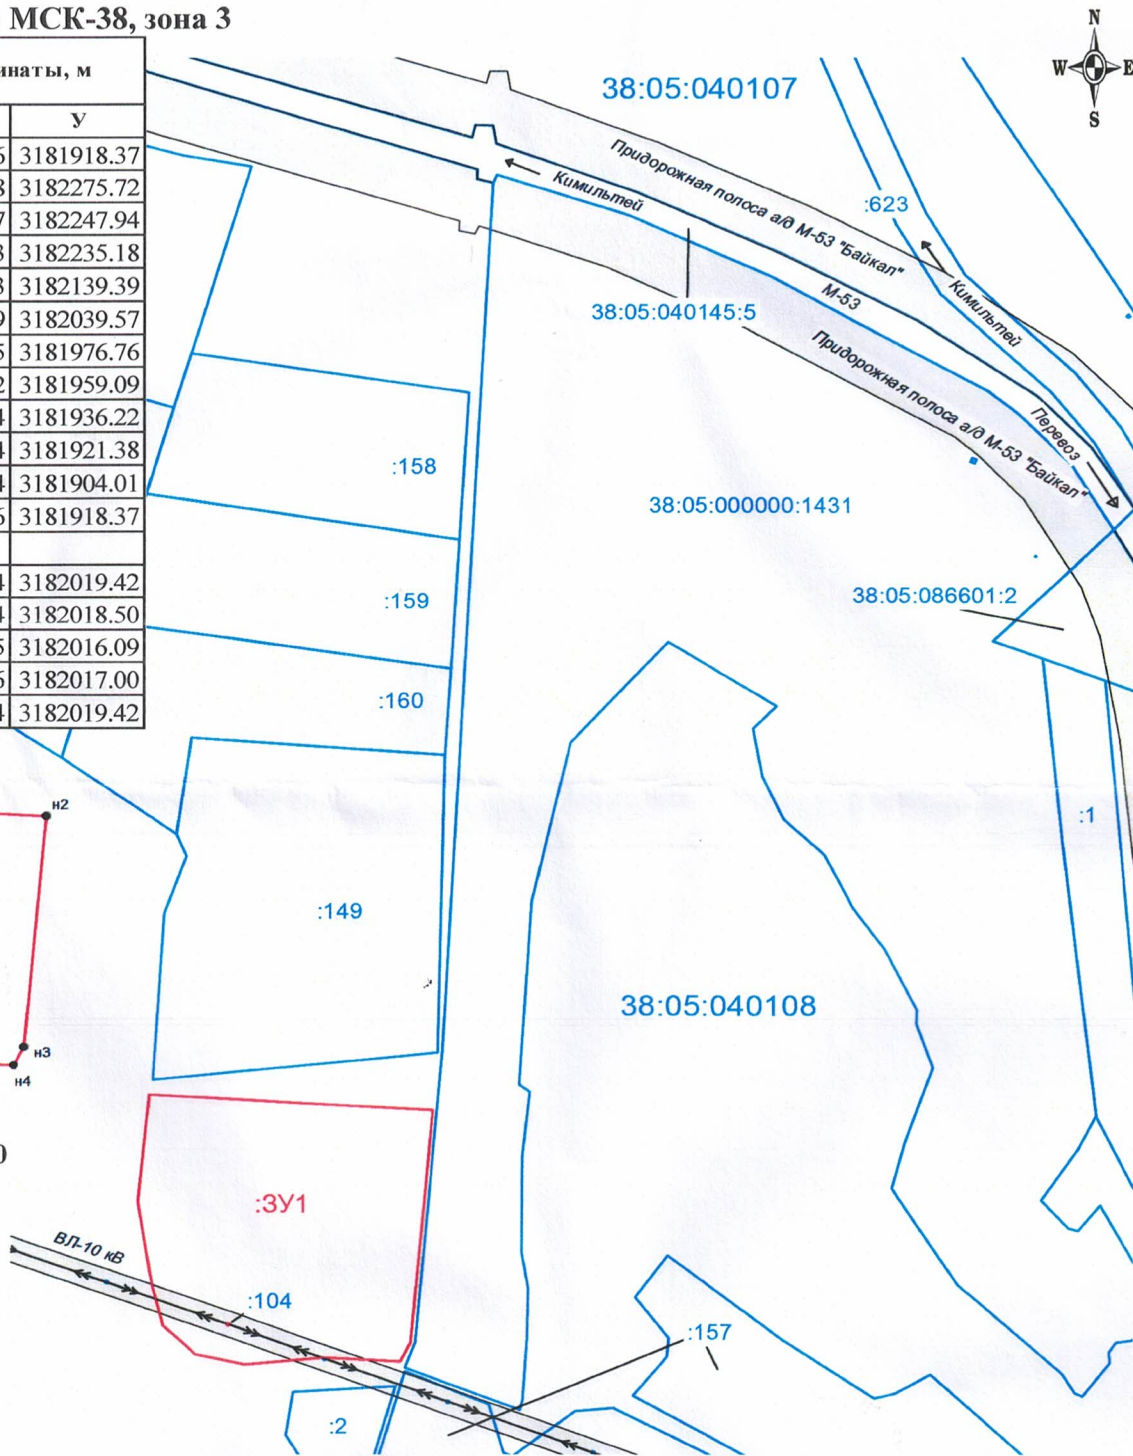 МСК-38, зона 3
инаты, м
У
3181918.37
3182275.72
3182247.94
3182235.18
3182139.39
3182039.57
3181976.76
3181959.09
3181936.22
3181921.38
3181904.01
3181918.37
3182019.42
3182018.50
3182016.09
3182017.00
3182019.42
N
W E
S
38:05:040107
Придорожная полоса а/д М-53 "Байкал"
Кимильтей
:623
М-53
Кимильтей
38:05:040145:5
Придорожная полоса а/д М-53 "Байкал"
Перевоз
:158
38:05:000000:1431
:159
38:05:086601:2
:160
н2
:1
:149
38:05:040108
н3
н4
:ЗУ1
ВЛ-10 кВ
:104
:157
:2